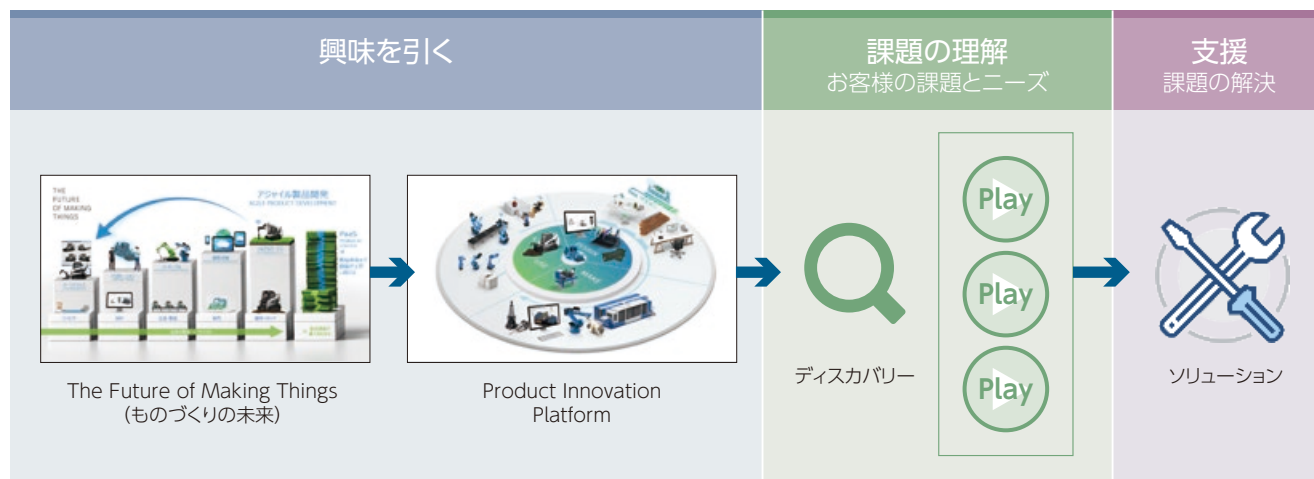 興味を引く
課題の理解
お客様の課題とニーズ
支援
課題の解決
THE
FUTURE
OF MAKING
THINGS
アジャイル製品開発
AGILE PRODUCT DEVELOPMENT
PaaS
The Future of Making Things
(ものづくりの未来)
Product Innovation
Platform
ディスカバリー
Play
Play
Play
ソリューション